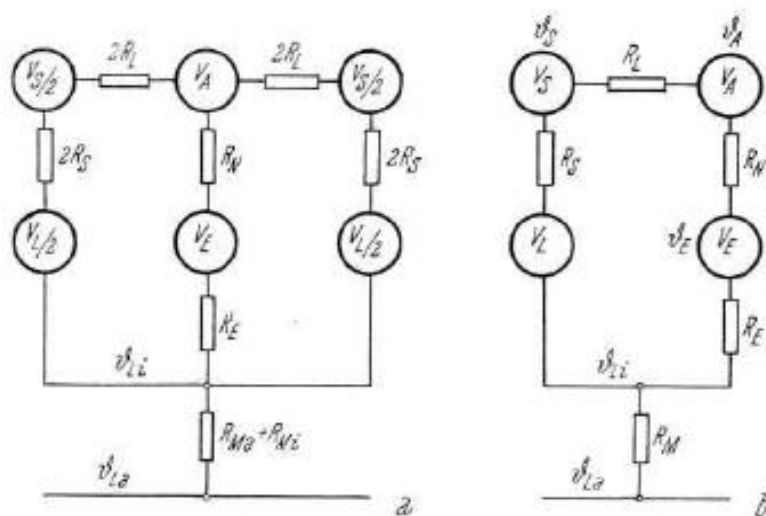 2R_L 2R_L
V_S/2 V_A V_S/2
2R_S R_N 2R_S
V_L/2 V_E V_L/2
R_E
ϑ_Li
R_Ma + R_Ni
ϑ_La
a
ϑ_S ϑ_A
R_L
V_S V_A
R_S R_N
V_L ϑ_E V_E
R_E
ϑ_Li
R_M
ϑ_La
b